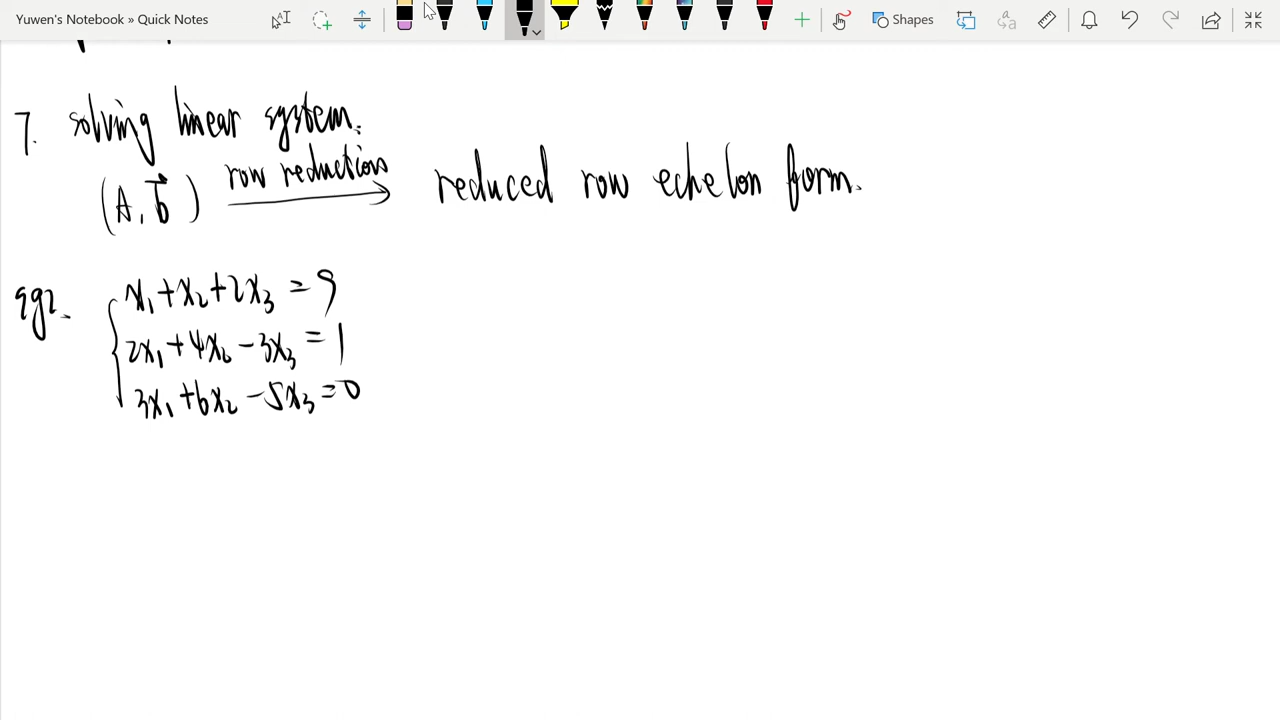 Yuwen's Notebook » Quick Notes
Shapes
7. solving linear system.
(A, b⃗) row reduction → reduced row echelon form.
eg2. x₁+x₂+2x₃ = 9
2x₁+4x₂-3x₃ = 1
3x₁+6x₂-5x₃=0